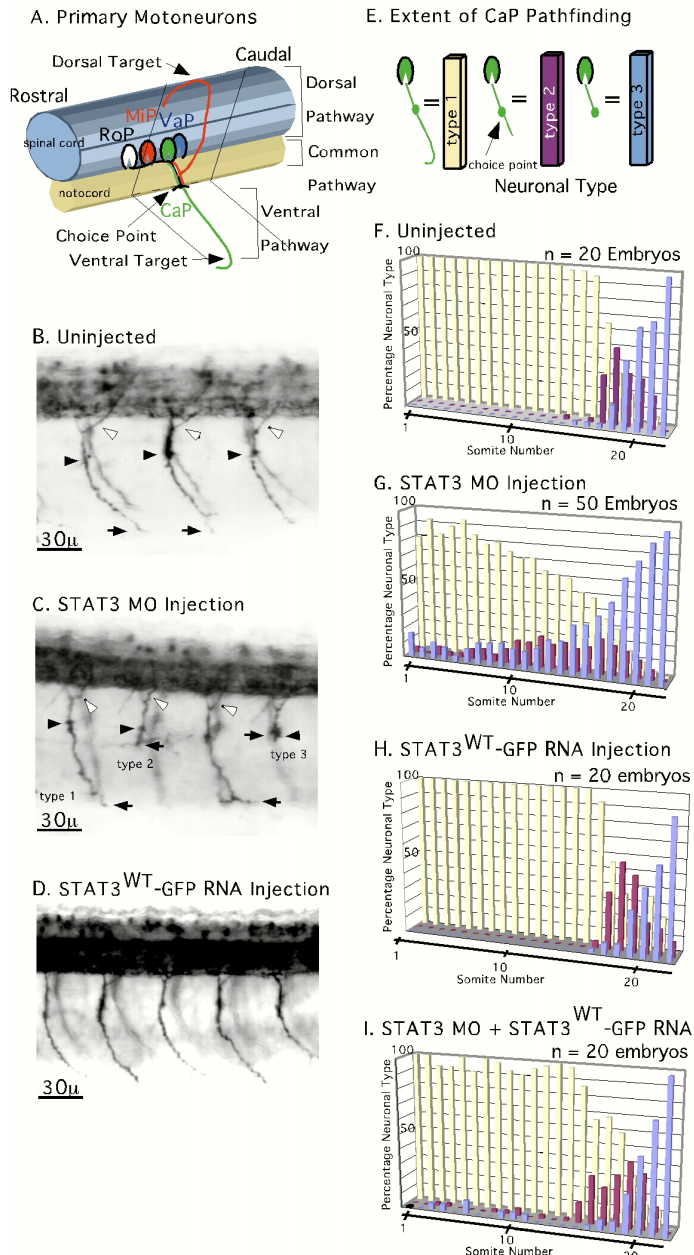 A. Primary Motoneurons
Dorsal Target
Caudal
Rostral
Dorsal
Pathway
MiP
VaP
RoP
spinal cord
Common
Pathway
notocord
CaP
Ventral
Pathway
Choice Point
Ventral Target
B. Uninjected
30μ
C. STAT3 MO Injection
type 1
type 2
type 3
30μ
D. STAT3WT-GFP RNA Injection
30μ
E. Extent of CaP Pathfinding
= type 1
= type 2
= type 3
choice point
Neuronal Type
F. Uninjected
n = 20 Embryos
100
50
Percentage Neuronal Type
1
10
20
Somite Number
G. STAT3 MO Injection
n = 50 Embryos
100
50
Percentage Neuronal Type
1
10
20
Somite Number
H. STAT3WT-GFP RNA Injection
n = 20 embryos
100
50
Percentage Neuronal Type
1
10
20
Somite Number
I. STAT3 MO + STAT3WT-GFP RNA
n = 20 embryos
100
50
Percentage Neuronal Type
1
10
20
Somite Number